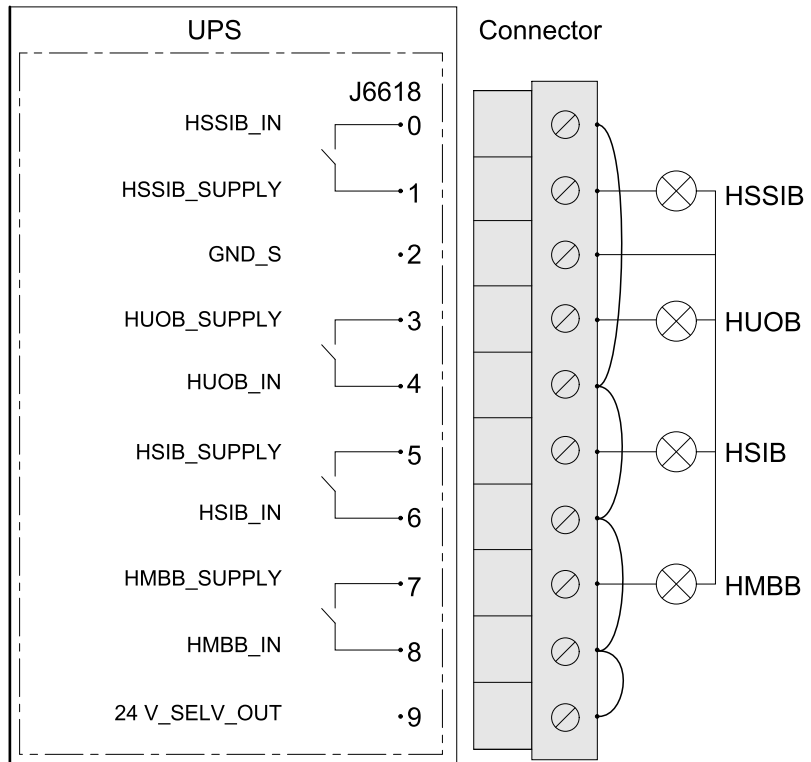 UPS
Connector
J6618
HSSIB_IN 0
HSSIB_SUPPLY 1 HSSIB
GND_S 2
HUOB_SUPPLY 3 HUOB
HUOB_IN 4
HSIB_SUPPLY 5 HSIB
HSIB_IN 6
HMBB_SUPPLY 7 HMBB
HMBB_IN 8
24 V_SELV_OUT 9